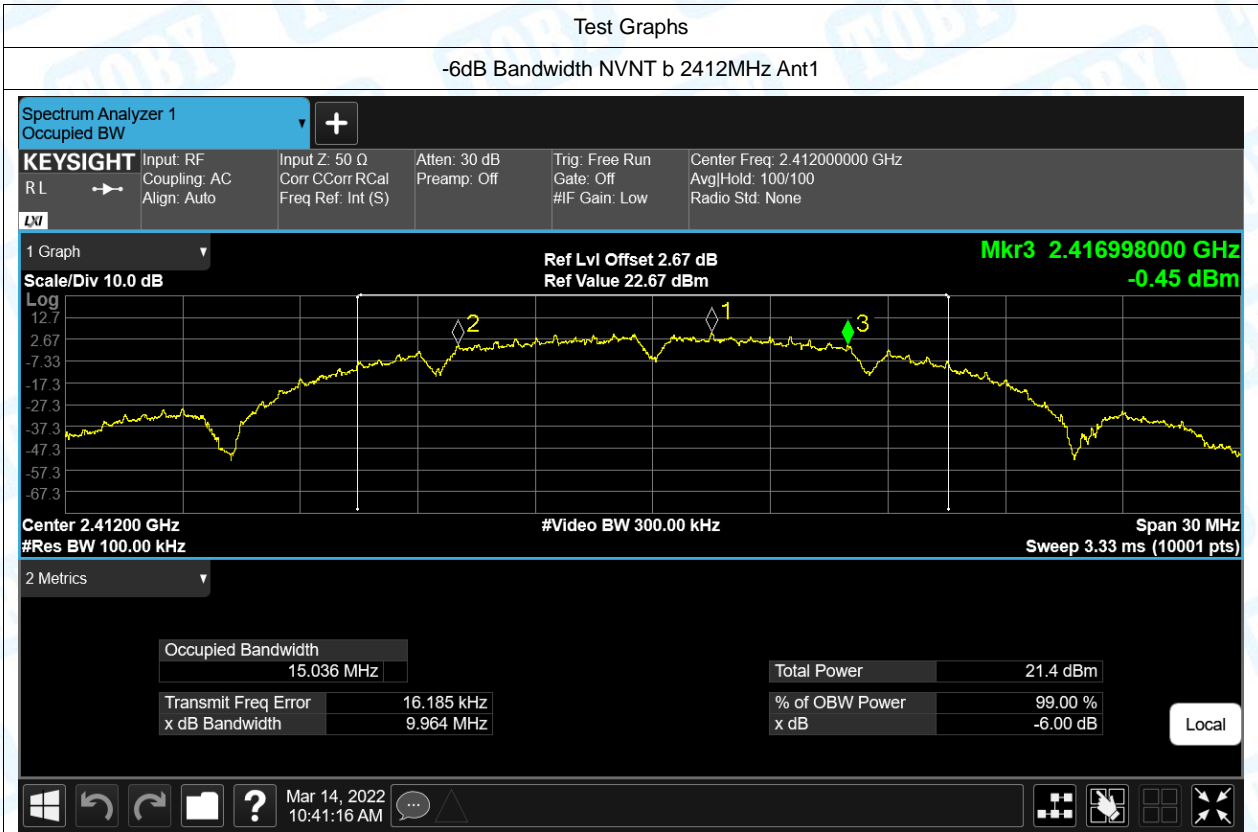 Test Graphs
-6dB Bandwidth NVNT b 2412MHz Ant1
Spectrum Analyzer 1
Occupied BW
KEYSIGHT Input: RF Input Z: 50 Ω Atten: 30 dB Trig: Free Run Center Freq: 2.412000000 GHz
RL Coupling: AC Corr CCorr RCal Preamp: Off Gate: Off Avg|Hold: 100/100
Align: Auto Freq Ref: Int (S) #IF Gain: Low Radio Std: None
LXI
1 Graph Ref Lvl Offset 2.67 dB Mkr3 2.416998000 GHz
Scale/Div 10.0 dB Ref Value 22.67 dBm -0.45 dBm
Log
12.7
2.67
-7.33
-17.3
-27.3
-37.3
-47.3
-57.3
-67.3
2 1 3
Center 2.41200 GHz #Video BW 300.00 kHz Span 30 MHz
#Res BW 100.00 kHz Sweep 3.33 ms (10001 pts)
2 Metrics
Occupied Bandwidth
15.036 MHz Total Power 21.4 dBm
Transmit Freq Error 16.185 kHz % of OBW Power 99.00 %
x dB Bandwidth 9.964 MHz x dB -6.00 dB
Local
? Mar 14, 2022
10:41:16 AM
TOBY